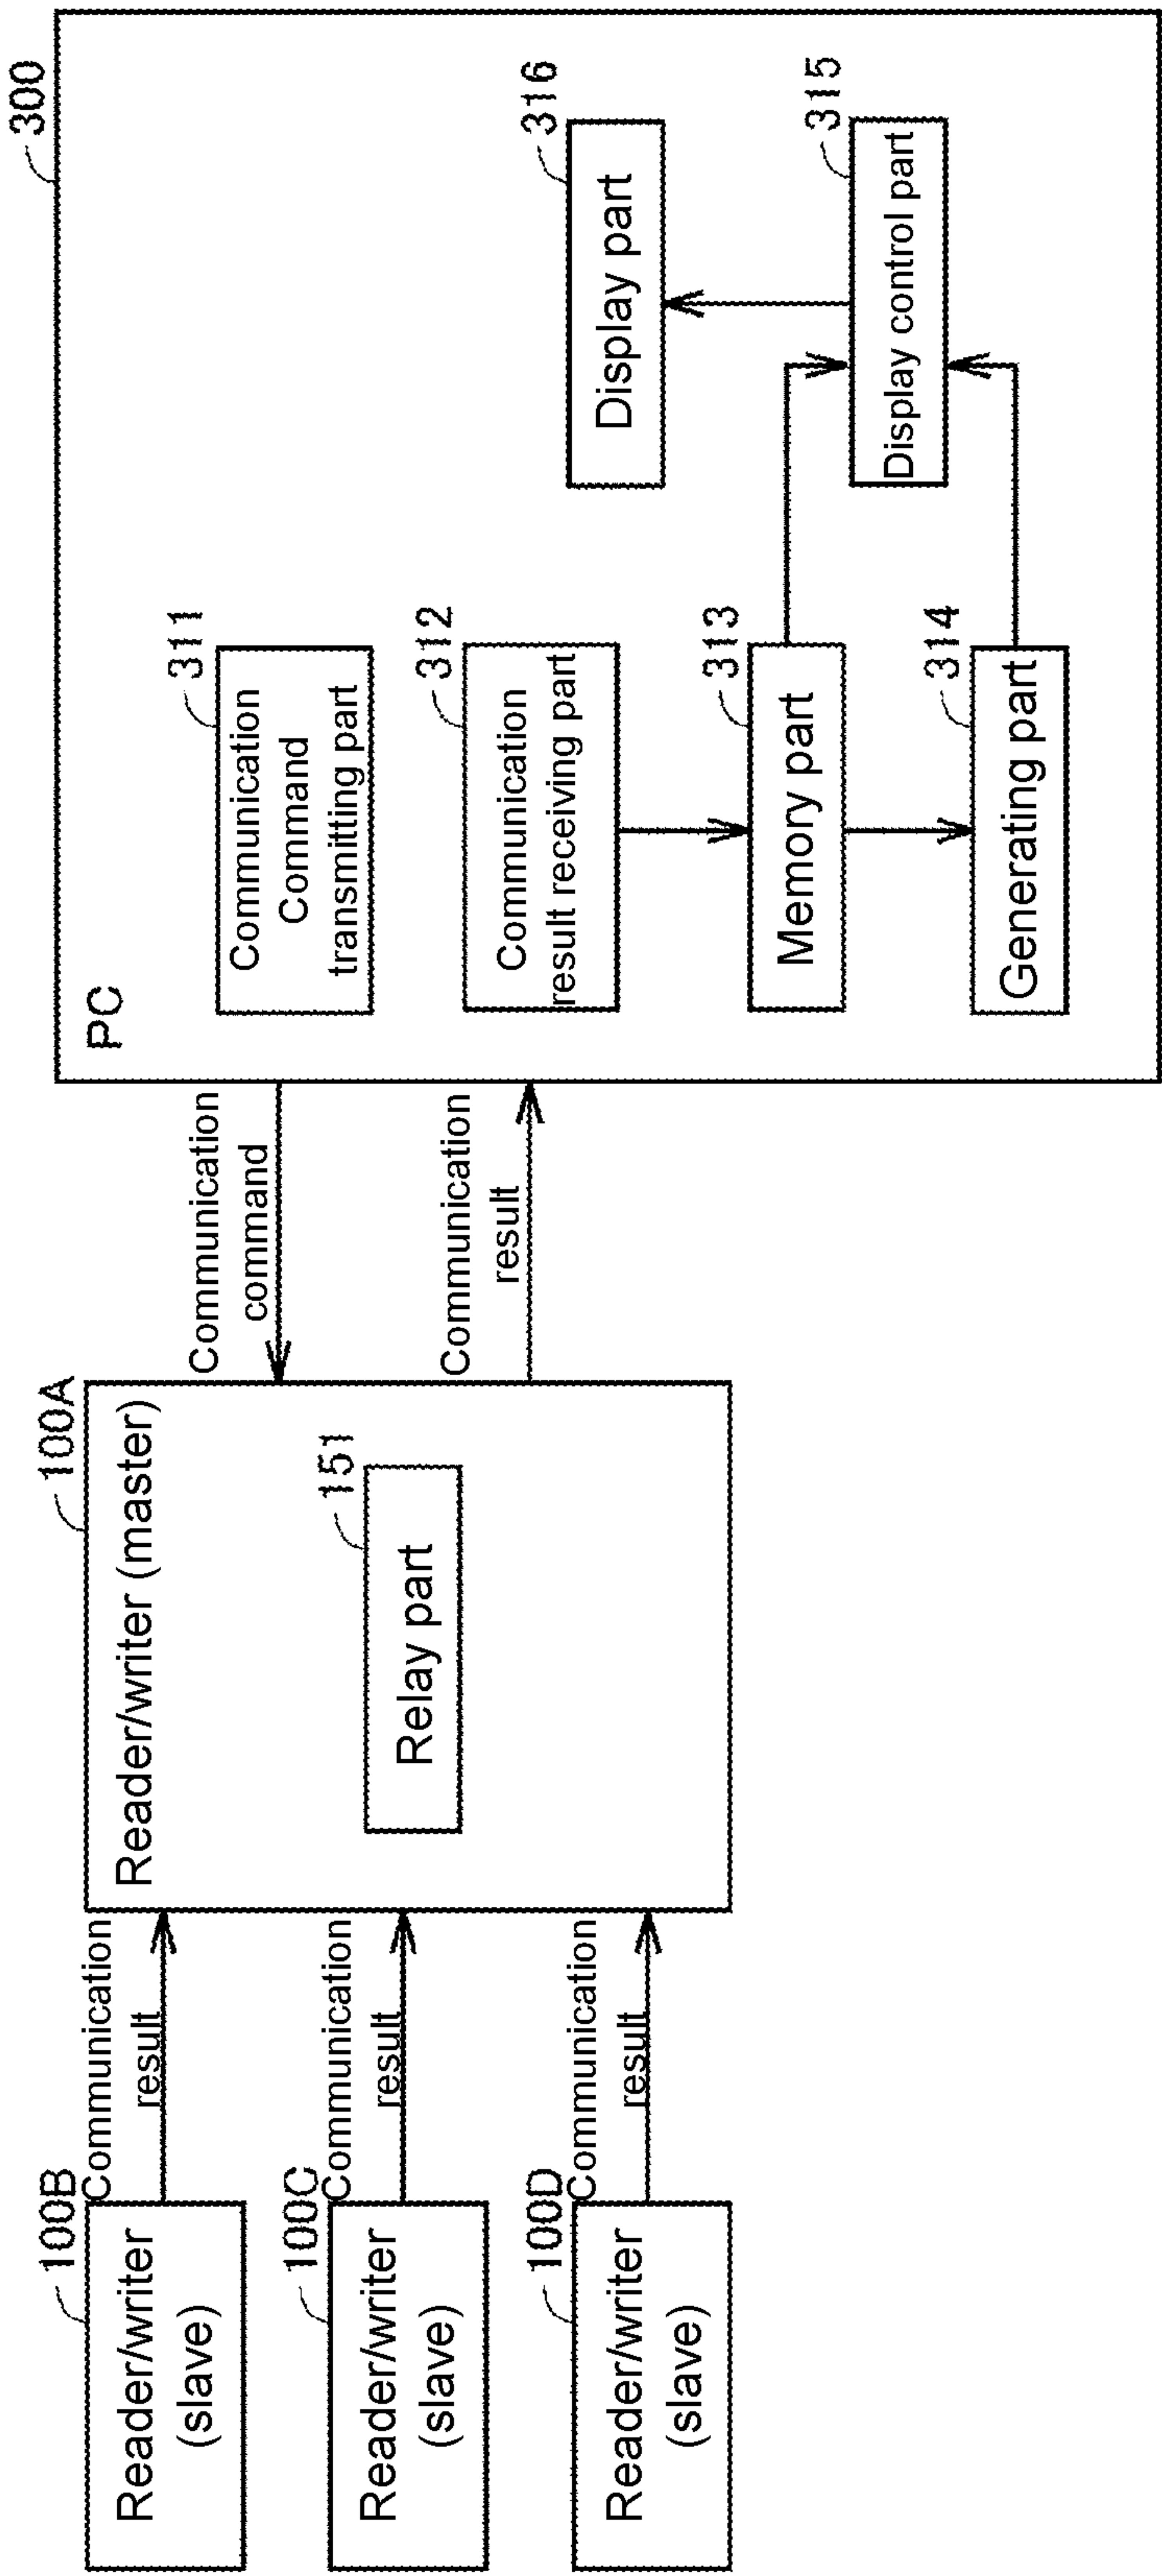 100B
Reader/writer
(slave)
Communication
result
100C
Reader/writer
(slave)
Communication
result
100D
Reader/writer
(slave)
Communication
result
100A
Reader/writer (master)
151
Relay part
Communication
command
Communication
result
300
PC
311
Communication
Command
transmitting part
312
Communication
result receiving part
313
Memory part
314
Generating part
316
Display part
315
Display control part